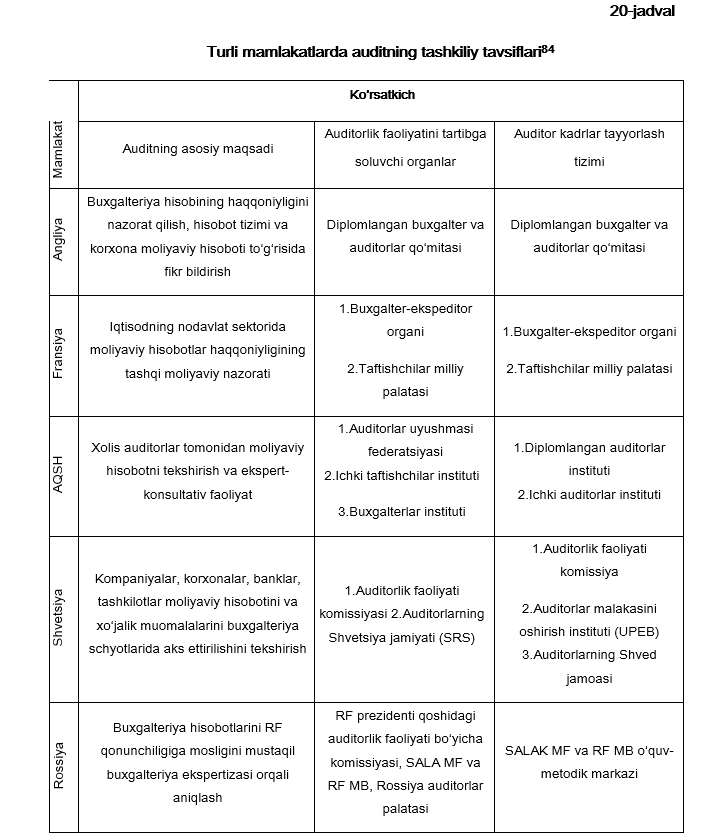 20-jadval
Turli mamlakatlarda auditning tashkiliy tavsiflari84
Mamlakat
Ko'rsatkich
Auditning asosiy maqsadi
Auditorlik faoliyatini tartibga
soluvchi organlar
Auditor kadrlar tayyorlash
tizimi
Angliya
Buxgalteriya hisobining haqqoniyligini
nazorat qilish, hisobot tizimi va
korxona moliyaviy hisoboti to‘g‘risida
fikr bildirish
Diplomlangan buxgalter va
auditorlar qo‘mitasi
Diplomlangan buxgalter va
auditorlar qo‘mitasi
Fransiya
Iqtisodning nodavlat sektorida
moliyaviy hisobotlar haqqoniyligining
tashqi moliyaviy nazorati
1.Buxgalter-ekspeditor
organi
2.Taftishchilar milliy
palatasi
1.Buxgalter-ekspeditor organi
2.Taftishchilar milliy palatasi
AQSH
Xolis auditorlar tomonidan moliyaviy
hisobotni tekshirish va ekspert-
konsultativ faoliyat
1.Auditorlar uyushmasi
federatsiyasi
2.Ichki taftishchilar instituti
3.Buxgalterlar instituti
1.Diplomlangan auditorlar
instituti
2.Ichki auditorlar instituti
Shvetsiya
Kompaniyalar, korxonalar, banklar,
tashkilotlar moliyaviy hisobotini va
xo‘jalik muomalalarini buxgalteriya
schyotlarida aks ettirilishini tekshirish
1.Auditorlik faoliyati
komissiyasi 2.Auditorlarning
Shvetsiya jamiyati (SRS)
1.Auditorlik faoliyati
komissiya
2.Auditorlar malakasini
oshirish instituti (UPEB)
3.Auditorlarning Shved
jamoasi
Rossiya
Buxgalteriya hisobotlarini RF
qonunchiligiga mosligini mustaqil
buxgalteriya ekspertizasi orqali
aniqlash
RF prezidenti qoshidagi
auditorlik faoliyati bo‘yicha
komissiyasi, SALA MF va
RF MB, Rossiya auditorlar
palatasi
SALAK MF va RF MB o‘quv-
metodik markazi